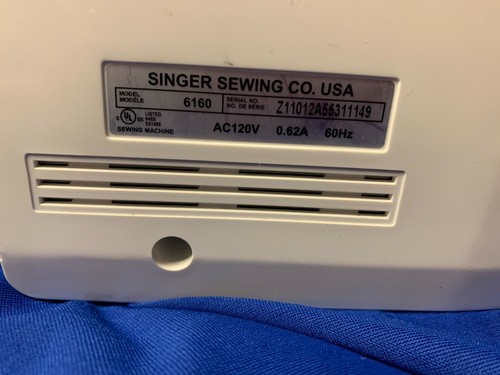 SINGER SEWING CO. USA
MODEL
MODÈLE
6160
SERIAL NO.
NO. DE SÉRIE
Z11012A55311149
UL
LISTED
SEWING MACHINE
AC120V 0.62A 60Hz